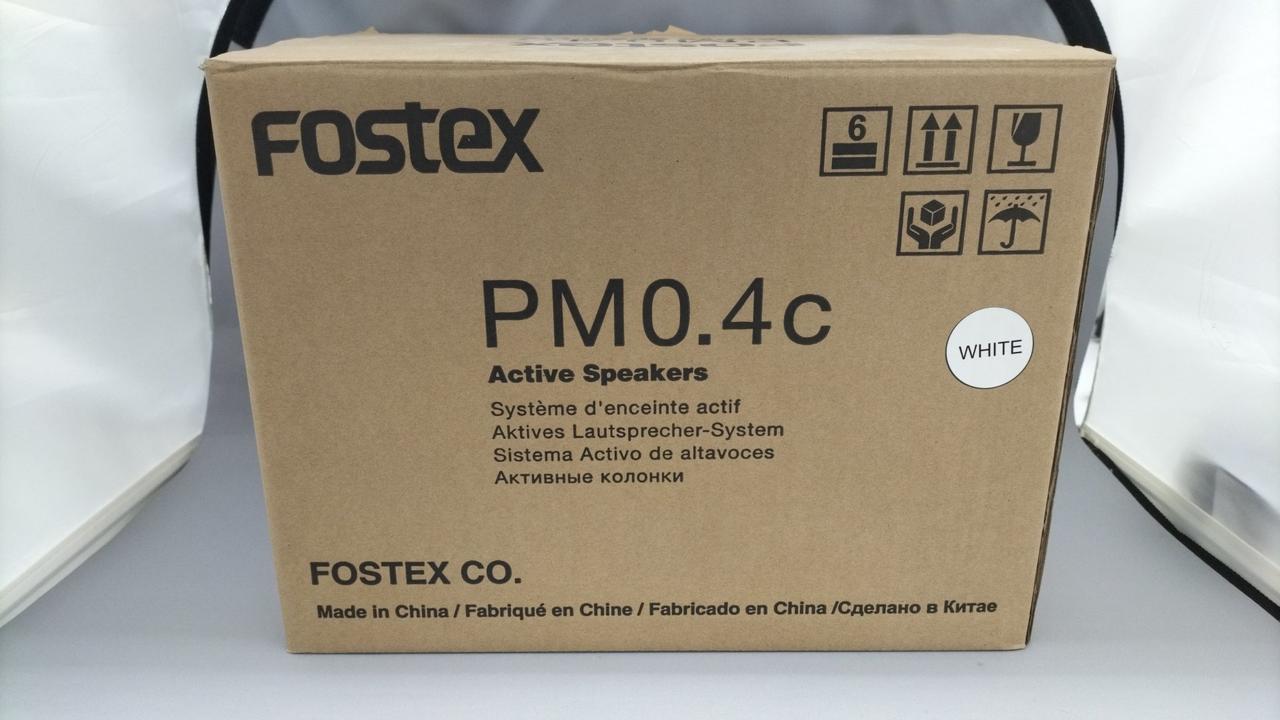 FOSTEX
6
PM0.4c
WHITE
Active Speakers
Système d'enceinte actif
Aktives Lautsprecher-System
Sistema Activo de altavoces
Активные колонки
FOSTEX CO.
Made in China / Fabriqué en Chine / Fabricado en China /Сделано в Китае